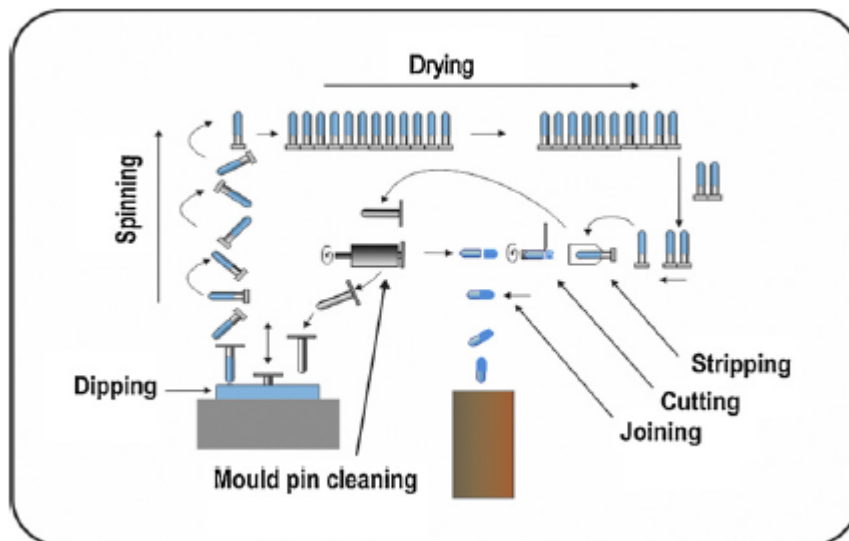 Drying
Spinning
Dipping
Stripping
Cutting
Joining
Mould pin cleaning